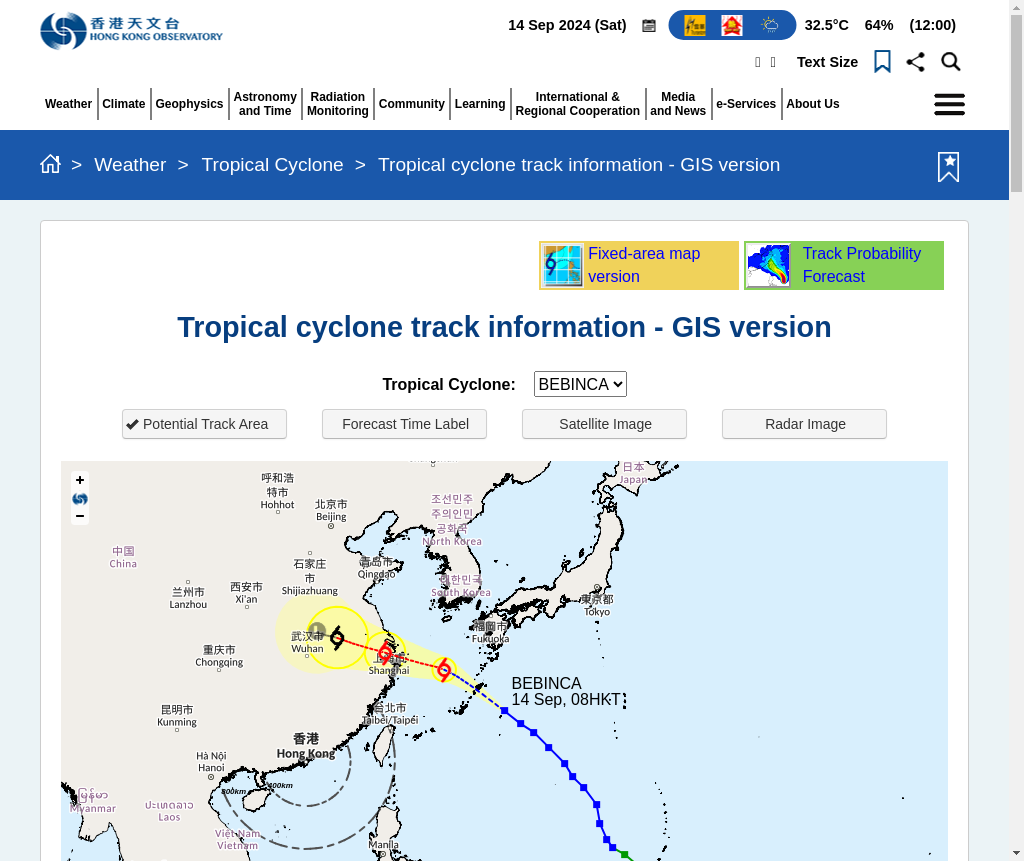 香港天文台
HONG KONG OBSERVATORY
14 Sep 2024 (Sat)
32.5°C 64% (12:00)
Text Size
Weather
Climate
Geophysics
Astronomy and Time
Radiation Monitoring
Community
Learning
International & Regional Cooperation
Media and News
e-Services
About Us
> Weather > Tropical Cyclone > Tropical cyclone track information - GIS version
Fixed-area map version
Track Probability Forecast
Tropical cyclone track information - GIS version
Tropical Cyclone: BEBINCA
Potential Track Area
Forecast Time Label
Satellite Image
Radar Image
+
−
呼和浩
特市
Hohhot
北京市
Beijing
日本
Japan
조선민주
주의인민
공화국
North Korea
中国
China
石家庄
市
Shijiazhuang
青岛市
Qingdao
대한민국
South Korea
兰州市
Lanzhou
西安市
Xi'an
東京都
Tokyo
福岡市
Fukuoka
武汉市
Wuhan
Shanghai
重庆市
Chongqing
BEBINCA
14 Sep, 08HKT
昆明市
Kunming
台北市
Taibei/Taipei
香港
Hong Kong
Hà Nội
Hanoi
800km
400km
မြန်မာ
Myanmar
ປະເທດລາວ
Laos
Việt Nam
Vietnam
Manila